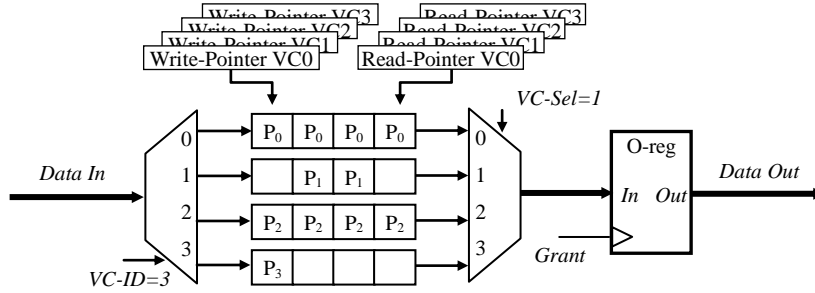 Write-Pointer VC3 Read-Pointer VC3
Write-Pointer VC2 Read-Pointer VC2
Write-Pointer VC1 Read-Pointer VC1
Write-Pointer VC0 Read-Pointer VC0
VC-Sel=1
0 P0 P0 P0 P0 0
O-reg
Data In 1 P1 P1 1 In Out Data Out
2 P2 P2 P2 P2 2
3 P3 3 Grant
VC-ID=3